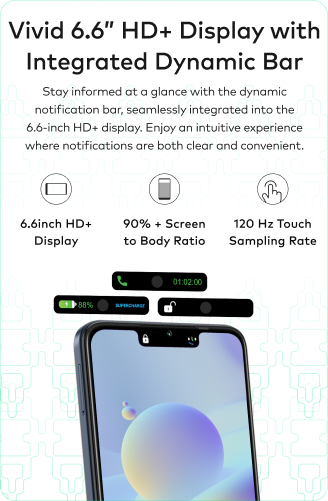 Vivid 6.6” HD+ Display with
Integrated Dynamic Bar
Stay informed at a glance with the dynamic
notification bar, seamlessly integrated into the
6.6-inch HD+ display. Enjoy an intuitive experience
where notifications are both clear and convenient.
6.6inch HD+
Display
90% + Screen
to Body Ratio
120 Hz Touch
Sampling Rate
01:02:00
88%
SUPERCHARGE